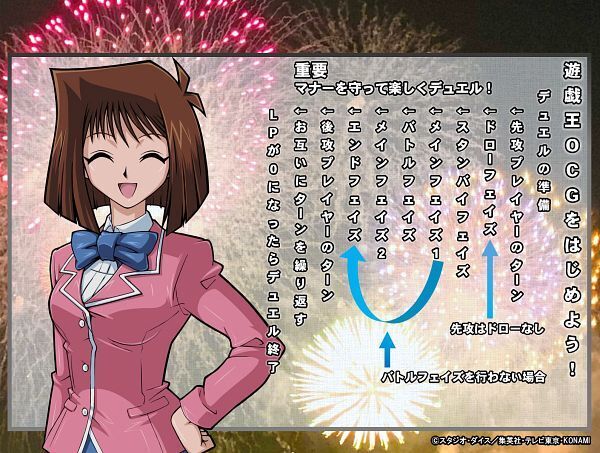 遊戯王OCGをはじめよう！
デュエルの準備
←先攻プレイヤーのターン
←ドローフェイズ
←スタンバイフェイズ
←メインフェイズ1
←バトルフェイズ
←メインフェイズ2
←エンドフェイズ
←後攻プレイヤーのターン
←お互いにターンを繰り返す
LPが0になったらデュエル終了
重要
マナーを守って楽しくデュエル！
先攻はドローなし
バトルフェイズを行わない場合
©スタジオ・ダイス／集英社・テレビ東京・KONAMI